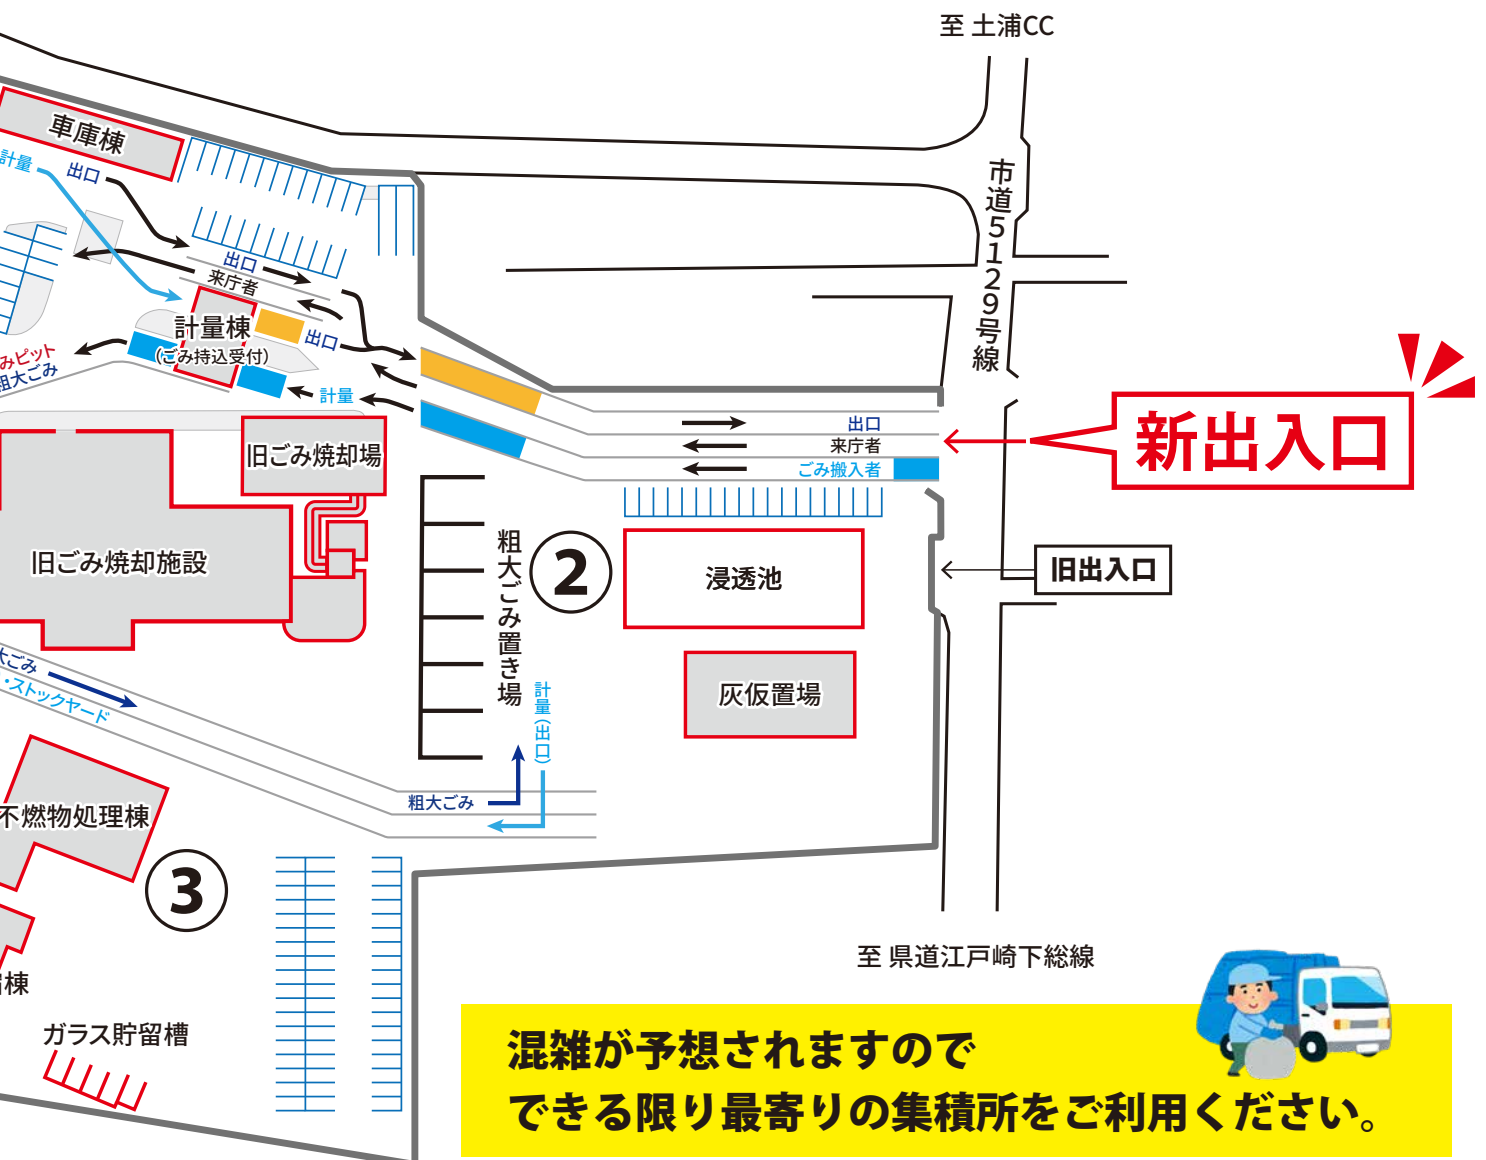 至 土浦CC
車庫棟
計量
出口
市道5129号線
出口
来庁者
計量棟
(ごみ持込受付)
出口
みピット
粗大ごみ
計量
新出入口
出口
来庁者
ごみ搬入者
旧ごみ焼却場
旧ごみ焼却施設
粗大ごみ置き場
2
浸透池
旧出入口
大ごみ
・ストックヤード
計量(出口)
灰仮置場
粗大ごみ
不燃物処理棟
3
棟
ガラス貯留槽
至 県道江戸崎下総線
混雑が予想されますので
できる限り最寄りの集積所をご利用ください。